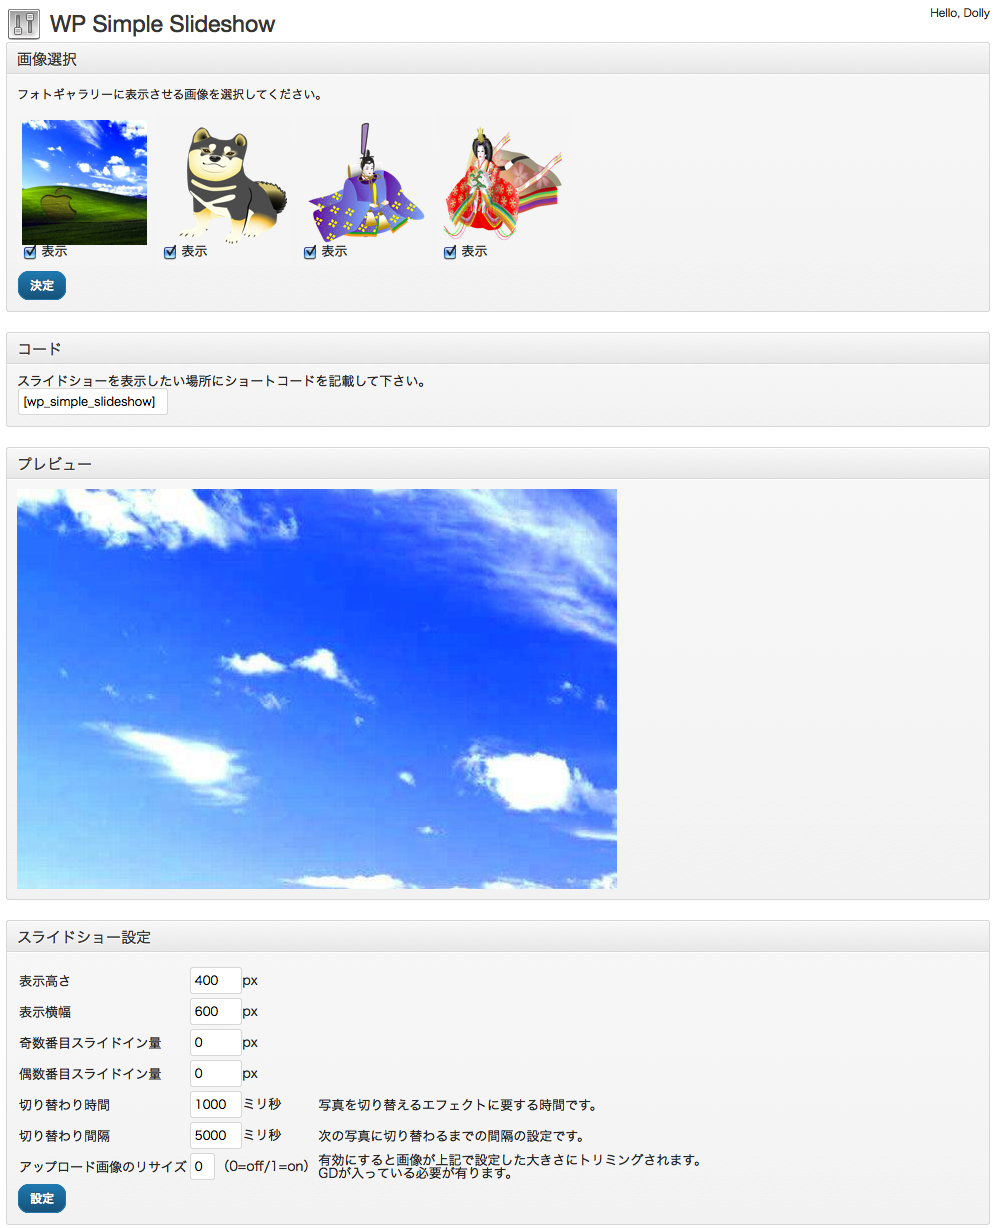 WP Simple Slideshow
Hello, Dolly
画像選択
フォトギャラリーに表示させる画像を選択してください。
表示 表示 表示 表示
決定
コード
スライドショーを表示したい場所にショートコードを記載して下さい。
[wp_simple_slideshow]
プレビュー
スライドショー設定
表示高さ 400 px
表示横幅 600 px
奇数番目スライドイン量 0 px
偶数番目スライドイン量 0 px
切り替わり時間 1000 ミリ秒 写真を切り替えるエフェクトに要する時間です。
切り替わり間隔 5000 ミリ秒 次の写真に切り替わるまでの間隔の設定です。
アップロード画像のリサイズ 0 （0=off/1=on） 有効にすると画像が上記で設定した大きさにトリミングされます。
GDが入っている必要が有ります。
設定